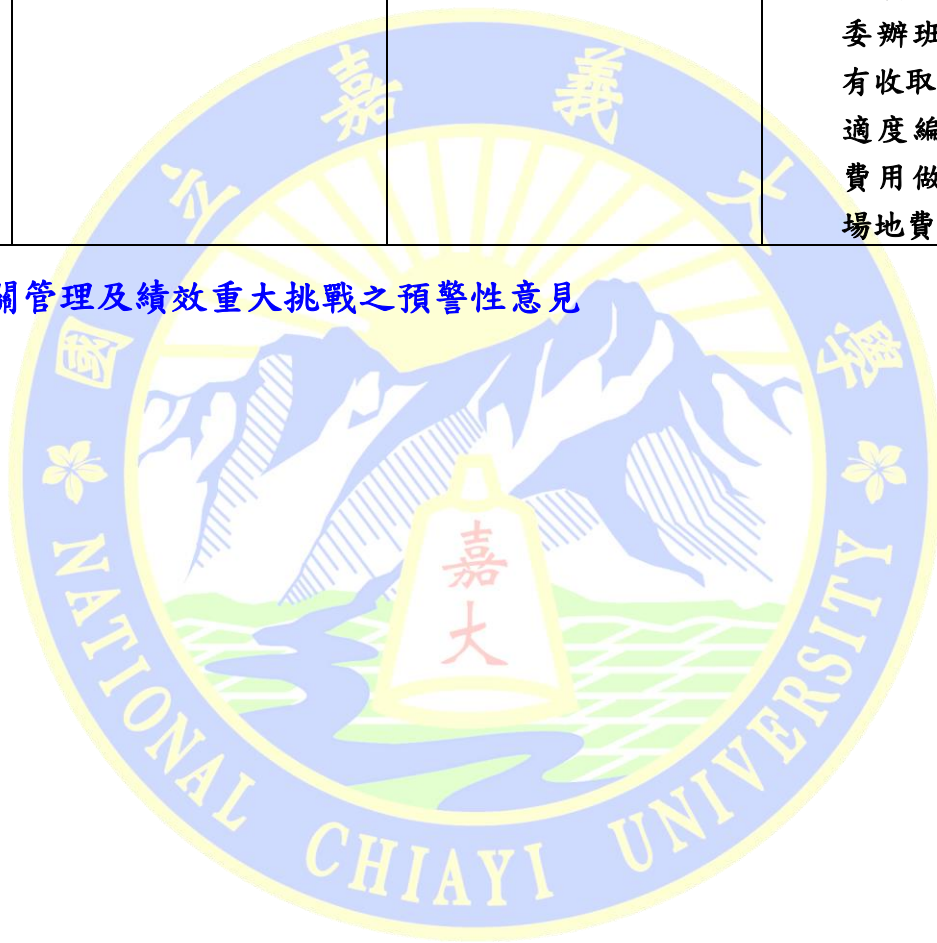 委辦班
有收取
適度編
費用做
場地費
關管理及績效重大挑戰之預警性意見
國立嘉義大學
嘉大
NATIONAL CHIAYI UNIVERSITY